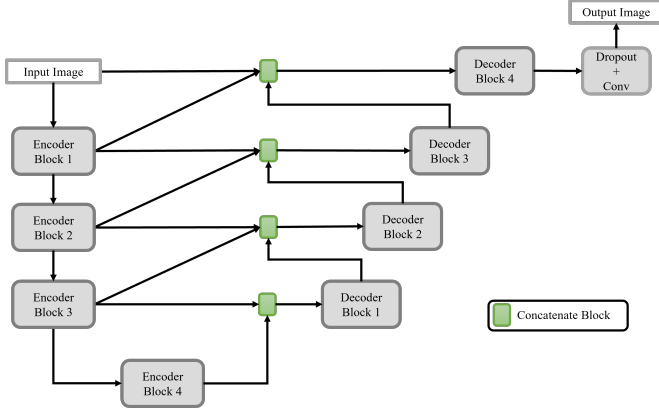 Output Image
Input Image
Decoder
Block 4
Dropout
+
Conv
Encoder
Block 1
Decoder
Block 3
Encoder
Block 2
Decoder
Block 2
Encoder
Block 3
Decoder
Block 1
Concatenate Block
Encoder
Block 4